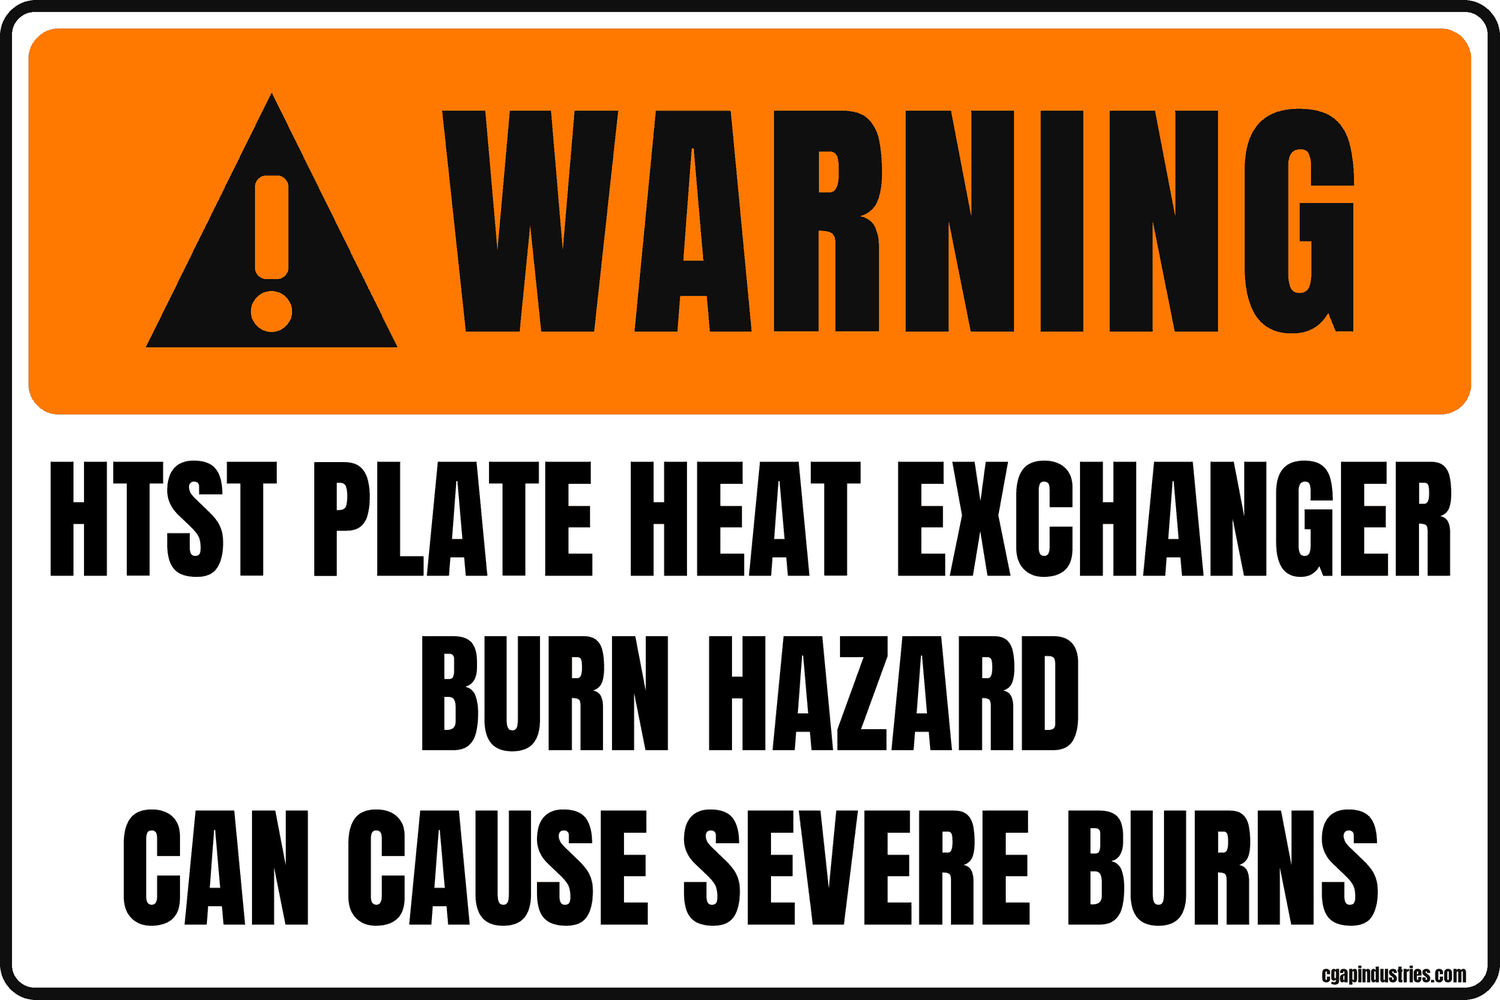 WARNING
HTST PLATE HEAT EXCHANGER
BURN HAZARD
CAN CAUSE SEVERE BURNS
cgapindustries.com